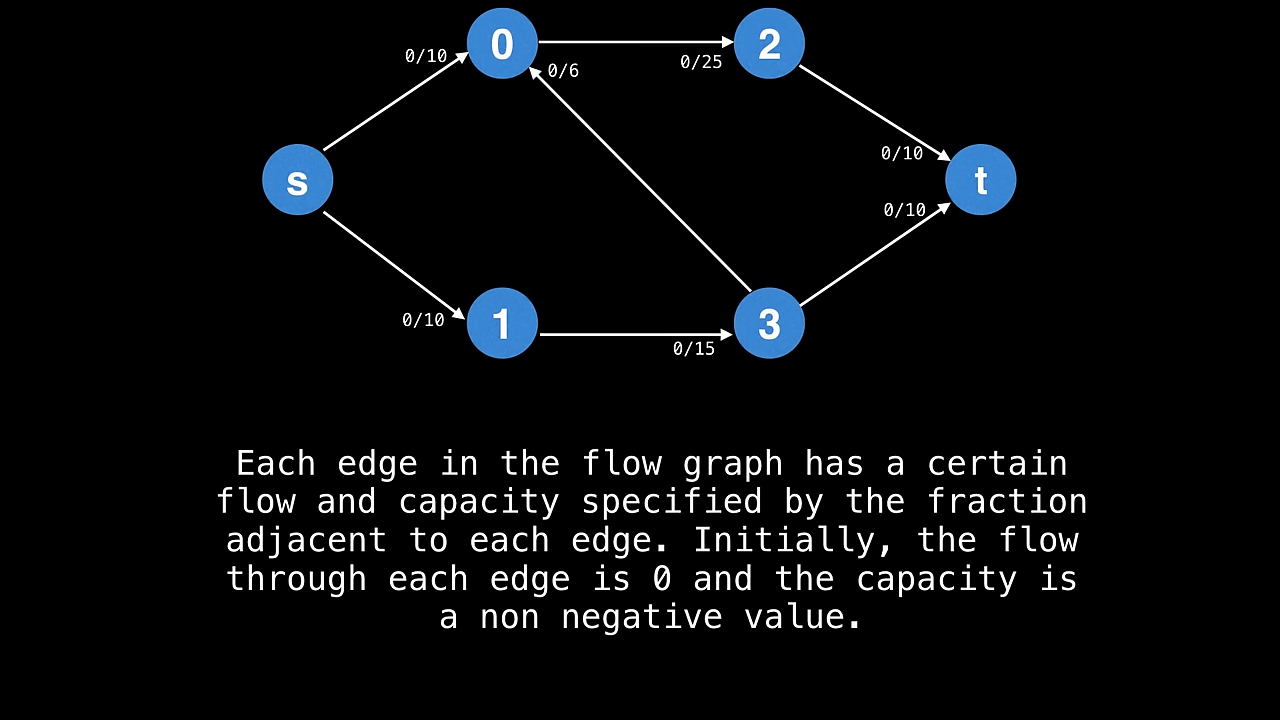 0
2
0/10
0/6
0/25
s
0/10
t
0/10
1
3
0/10
0/15
Each edge in the flow graph has a certain
flow and capacity specified by the fraction
adjacent to each edge. Initially, the flow
through each edge is 0 and the capacity is
a non negative value.